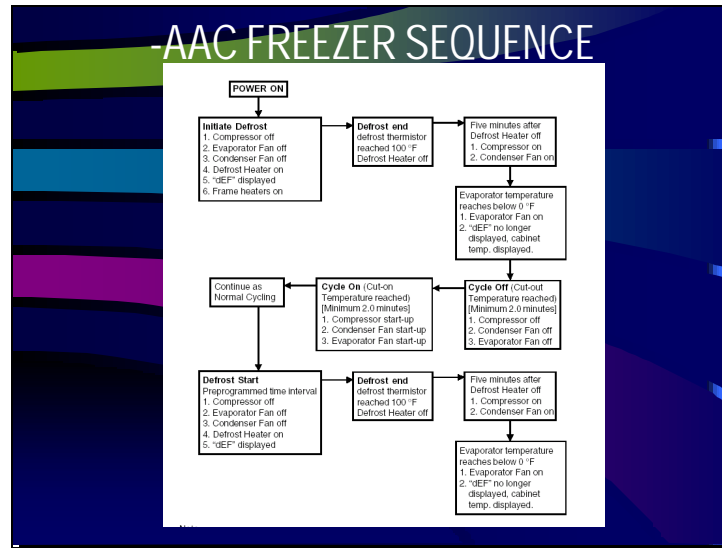 -AAC FREEZER SEQUENCE
POWER ON
Initiate Defrost
1. Compressor off
2. Evaporator Fan off
3. Condenser Fan off
4. Defrost Heater on
5. “dEF” displayed
6. Frame heaters on
Defrost end
defrost thermistor
reached 100 °F
Defrost Heater off
Five minutes after
Defrost Heater off
1. Compressor on
2. Condenser Fan on
Evaporator temperature
reaches below 0 °F
1. Evaporator Fan on
2. “dEF” no longer
displayed, cabinet
temp. displayed.
Cycle Off (Cut-out
Temperature reached)
[Minimum 2.0 minutes]
1. Compressor off
2. Condenser Fan off
3. Evaporator Fan off
Cycle On (Cut-on
Temperature reached)
[Minimum 2.0 minutes]
1. Compressor start-up
2. Condenser Fan start-up
3. Evaporator Fan start-up
Continue as
Normal Cycling
Defrost Start
Preprogrammed time interval
1. Compressor off
2. Evaporator Fan off
3. Condenser Fan off
4. Defrost Heater on
5. “dEF” displayed
Defrost end
defrost thermistor
reached 100 °F
Defrost Heater off
Five minutes after
Defrost Heater off
1. Compressor on
2. Condenser Fan on
Evaporator temperature
reaches below 0 °F
1. Evaporator Fan on
2. “dEF” no longer
displayed, cabinet
temp. displayed.